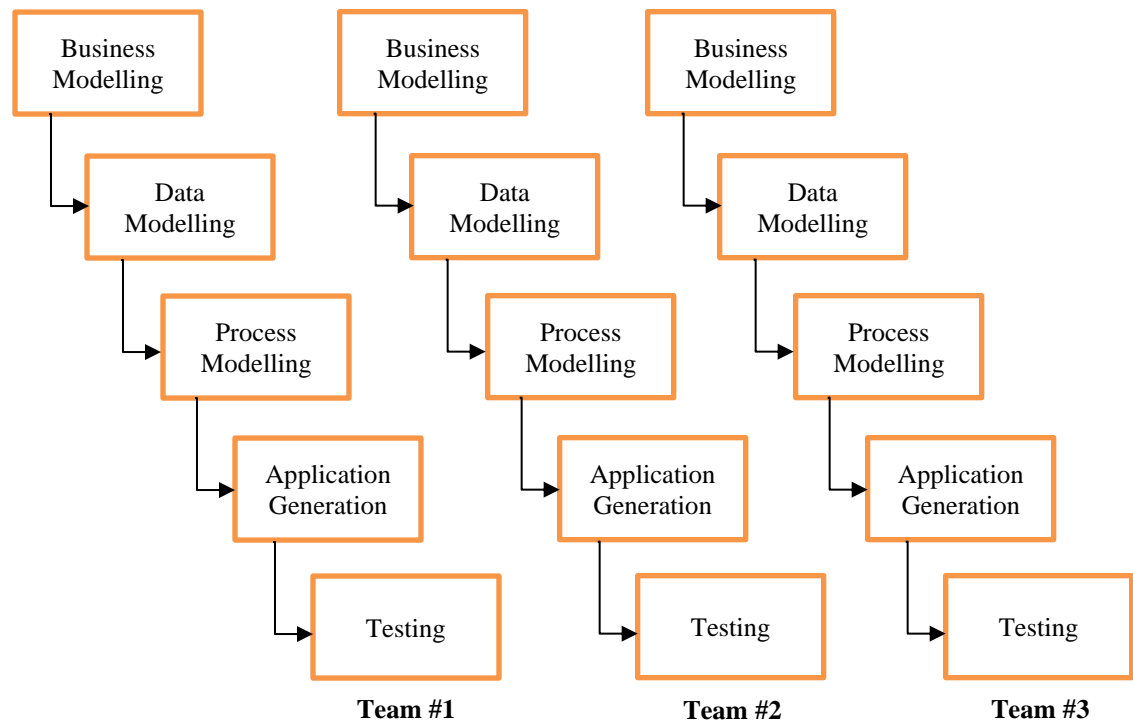 Business
Modelling
Business
Modelling
Business
Modelling
Data
Modelling
Data
Modelling
Data
Modelling
Process
Modelling
Process
Modelling
Process
Modelling
Application
Generation
Application
Generation
Application
Generation
Testing
Testing
Testing
Team #1
Team #2
Team #3